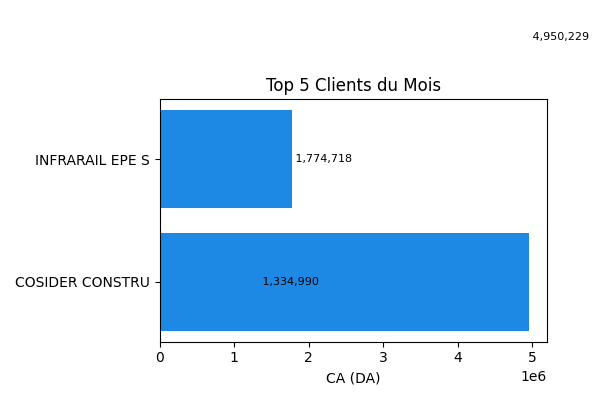 4,950,229
Top 5 Clients du Mois
INFRARAIL EPE S
1,774,718
COSIDER CONSTRU
1,334,990
0 1 2 3 4 5
1e6
CA (DA)